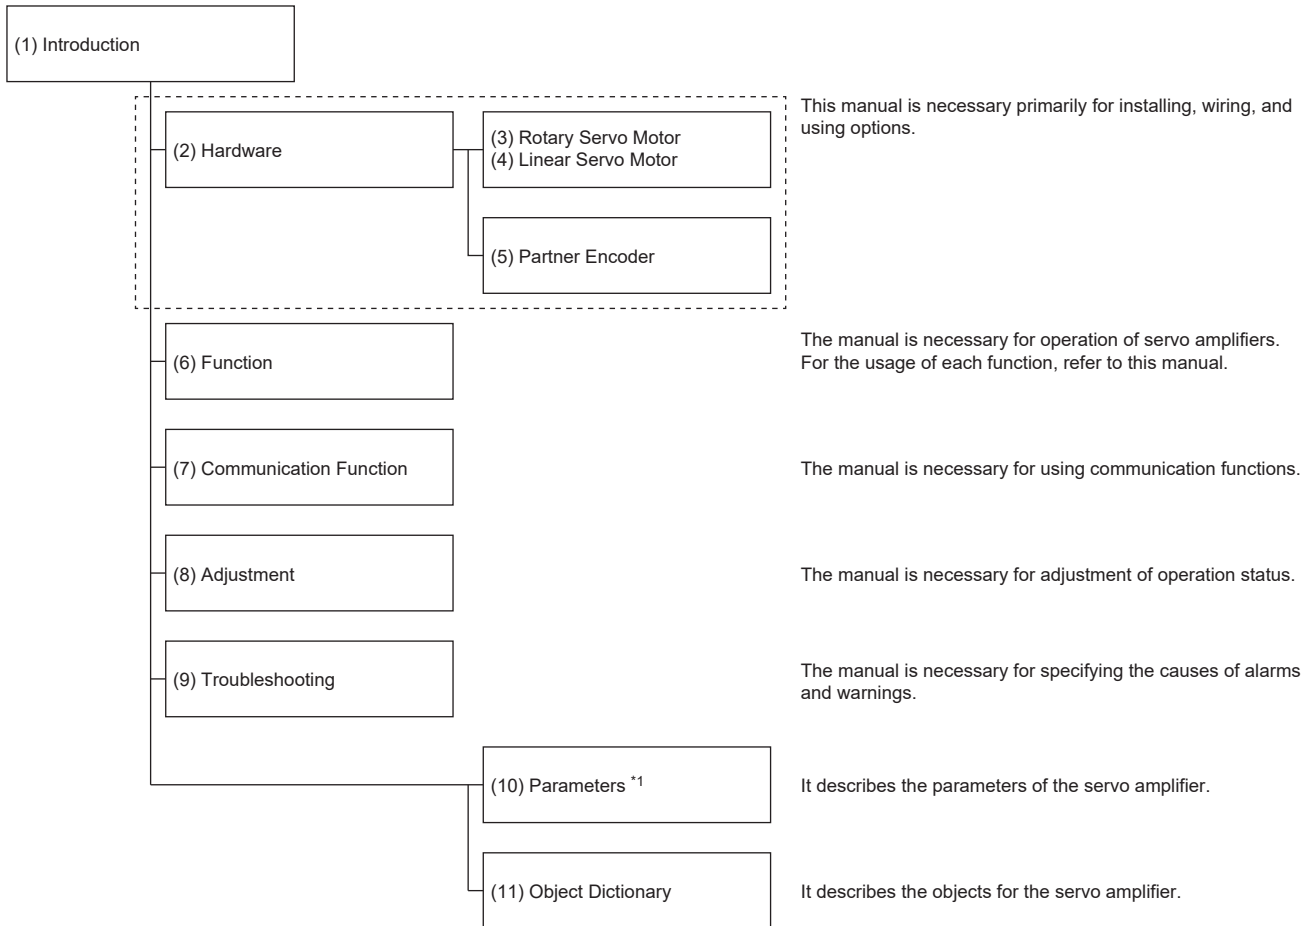 (1) Introduction
This manual is necessary primarily for installing, wiring, and
using options.
(2) Hardware
(3) Rotary Servo Motor
(4) Linear Servo Motor
(5) Partner Encoder
(6) Function
The manual is necessary for operation of servo amplifiers.
For the usage of each function, refer to this manual.
(7) Communication Function
The manual is necessary for using communication functions.
(8) Adjustment
The manual is necessary for adjustment of operation status.
(9) Troubleshooting
The manual is necessary for specifying the causes of alarms
and warnings.
(10) Parameters *1
It describes the parameters of the servo amplifier.
(11) Object Dictionary
It describes the objects for the servo amplifier.